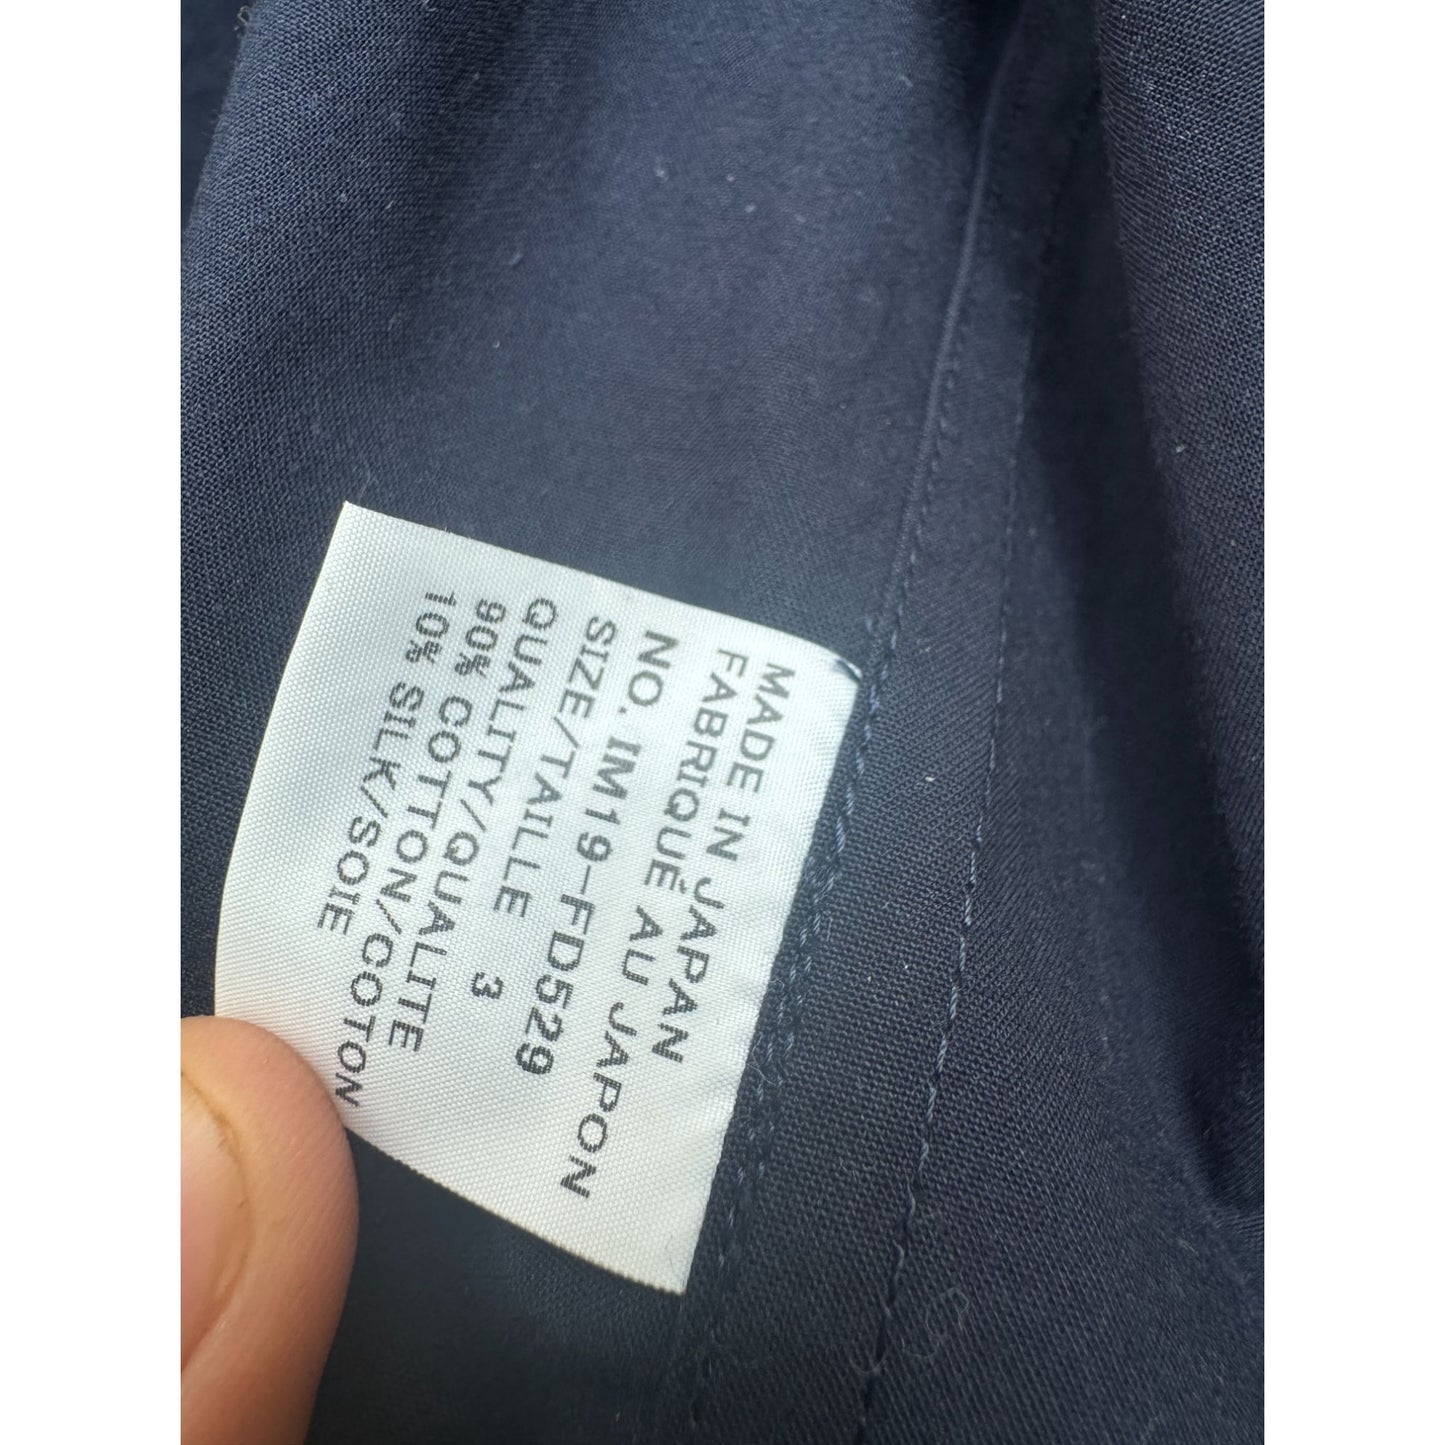 MADE IN JAPAN
FABRIQUÉ AU JAPON
NO. IM19-FD529
SIZE/TAILLE 3
QUALITY/QUALITE
90% COTTON/COTON
10% SILK/SOIE